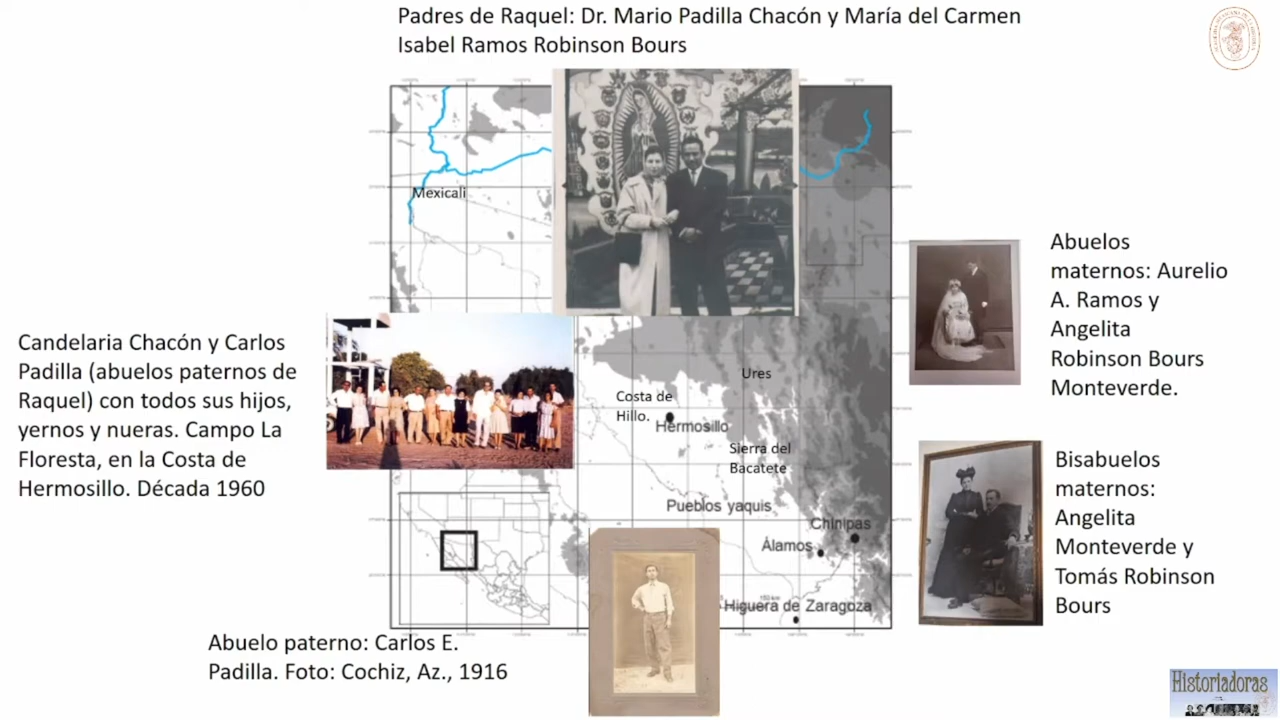 Padres de Raquel: Dr. Mario Padilla Chacón y María del Carmen
Isabel Ramos Robinson Bours
Mexicali
Abuelos
maternos: Aurelio
A. Ramos y
Angelita
Robinson Bours
Monteverde.
Candelaria Chacón y Carlos
Padilla (abuelos paternos de
Raquel) con todos sus hijos,
yernos y nueras. Campo La
Floresta, en la Costa de
Hermosillo. Década 1960
Ures
Costa de
Hillo.
Hermosillo
Sierra del
Bacatete
Pueblos yaquis
Chínipas
Álamos
Higuera de Zaragoza
Bisabuelos
maternos:
Angelita
Monteverde y
Tomás Robinson
Bours
Abuelo paterno: Carlos E.
Padilla. Foto: Cochiz, Az., 1916
Historiadoras